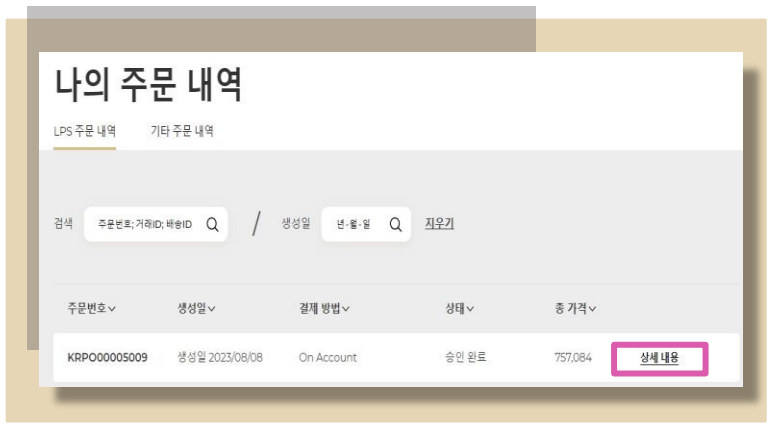 나의 주문 내역
LPS 주문 내역 기타 주문 내역
검색 주문번호; 거래ID; 배송ID / 생성일 년-월-일 지우기
주문번호 생성일 결제 방법 상태 총 가격
KRPO00005009 생성일 2023/08/08 On Account 승인 완료 757,084 상세 내용